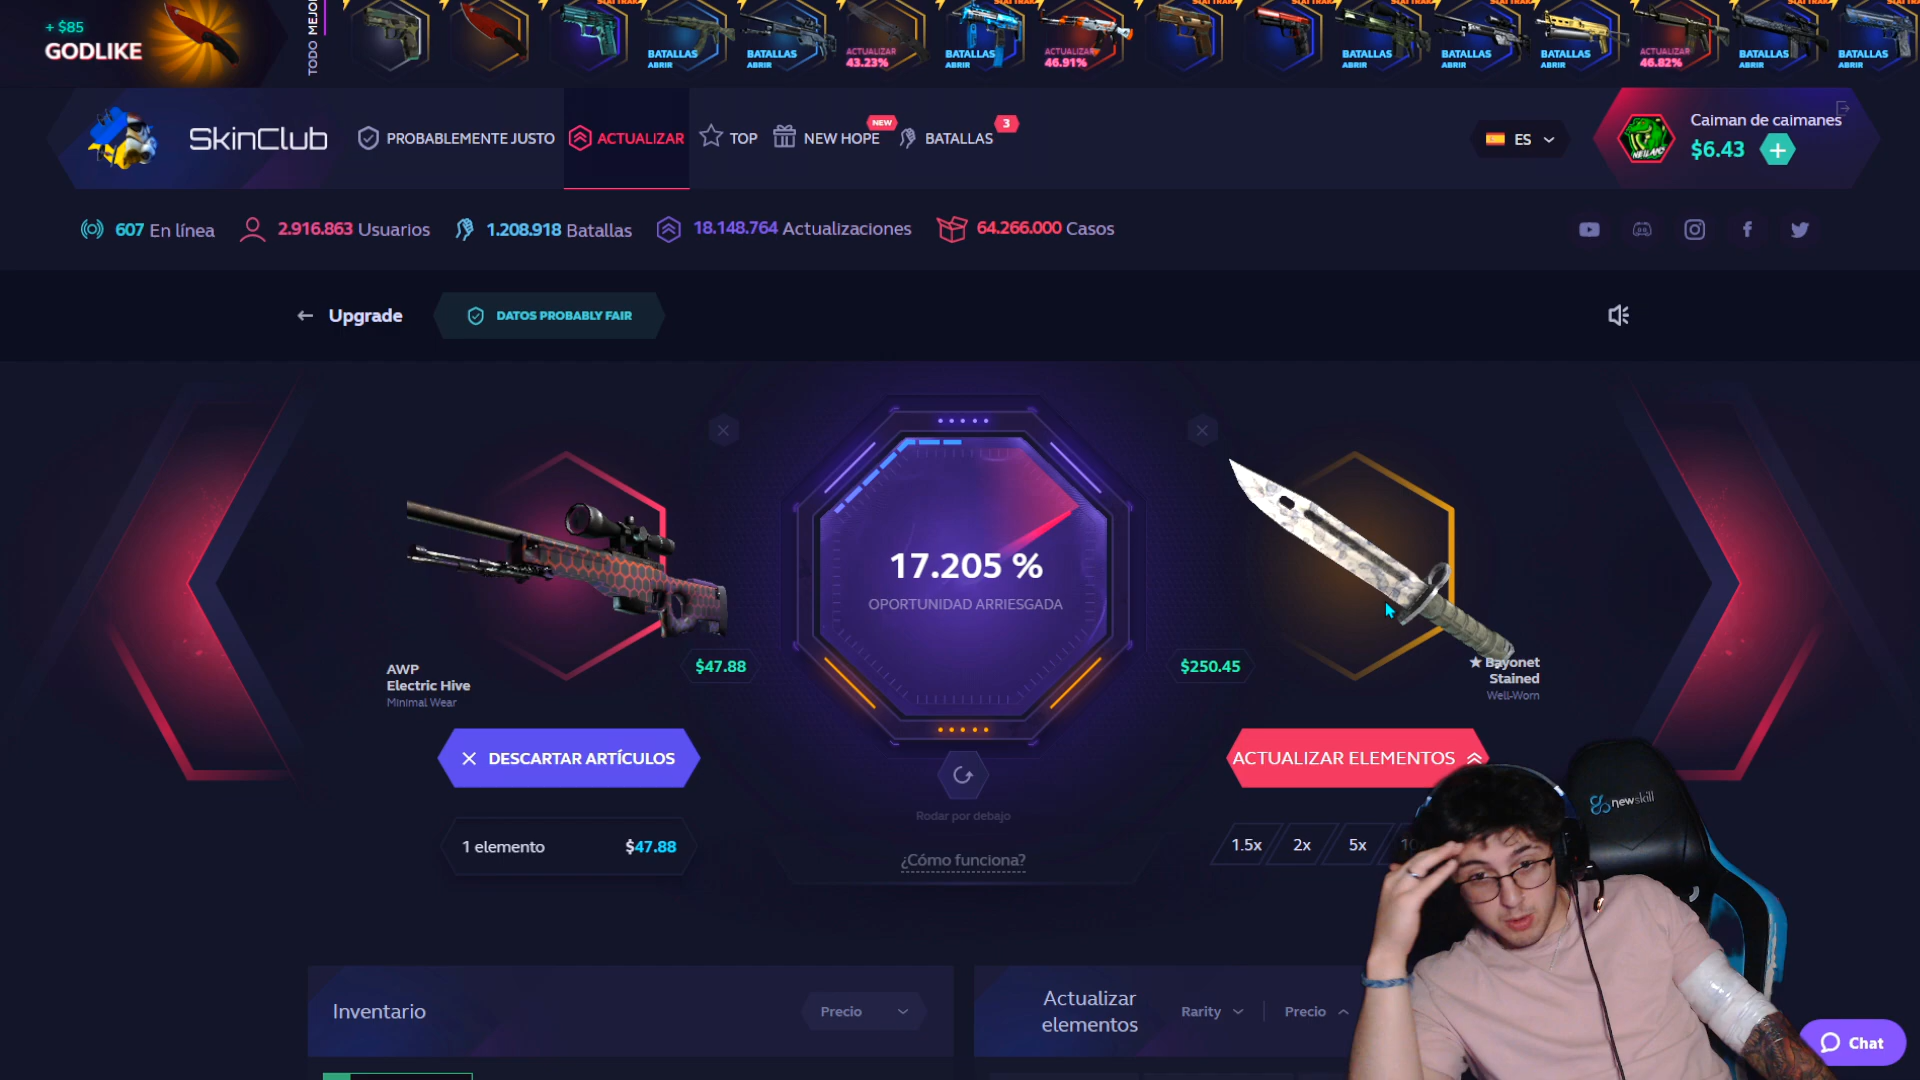 + $85
GODLIKE
TODO
BATALLAS
ABRIR
BATALLAS
ABRIR
ACTUALIZAR
43.23%
BATALLAS
ABRIR
ACTUALIZAR
46.91%
BATALLAS
ABRIR
BATALLAS
ABRIR
BATALLAS
ABRIR
ACTUALIZAR
46.82%
BATALLAS
ABRIR
BATALLAS
ABRIR
SkinClub
PROBABLEMENTE JUSTO
ACTUALIZAR
TOP
NEW HOPE
NEW
BATALLAS
3
ES
Caiman de caimanes
$6.43
607 En línea
2.916.863 Usuarios
1.208.918 Batallas
18.148.764 Actualizaciones
64.266.000 Casos
Upgrade
DATOS PROBABLY FAIR
17.205 %
OPORTUNIDAD ARRIESGADA
AWP
Electric Hive
Minimal Wear
$47.88
$250.45
★ Bayonet
Stained
Well-Worn
DESCARTAR ARTÍCULOS
ACTUALIZAR ELEMENTOS
Rodar por debajo
1 elemento
$47.88
¿Cómo funciona?
1.5x
2x
5x
newskill
Inventario
Precio
Actualizar
elementos
Rarity
Precio
Chat